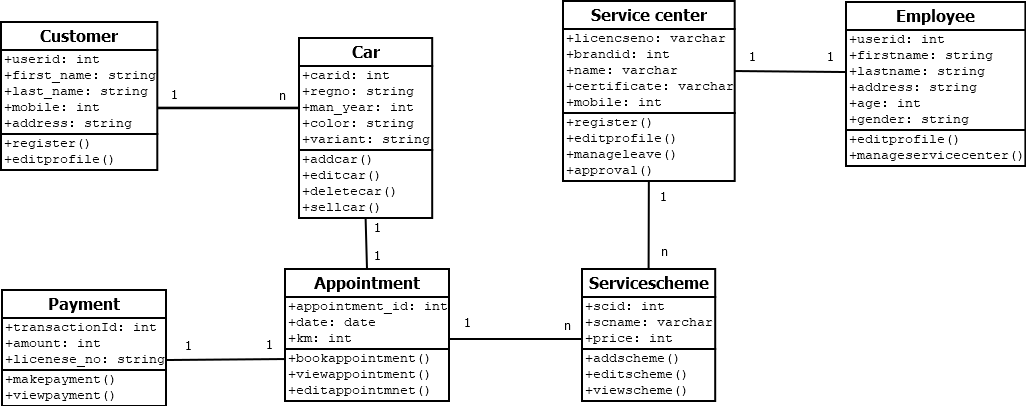 Customer
+userid: int
+first_name: string
+last_name: string
+mobile: int
+address: string
+register()
+editprofile()
1
n
Car
+carid: int
+regno: string
+man_year: int
+color: string
+variant: string
+addcar()
+editcar()
+deletecar()
+sellcar()
1
1
Service center
+licencseno: varchar
+brandid: int
+name: varchar
+certificate: varchar
+mobile: int
+register()
+editprofile()
+manageleave()
+approval()
1
1
Employee
+userid: int
+firstname: string
+lastname: string
+address: string
+age: int
+gender: string
+editprofile()
+manageservicecenter()
1
n
Payment
+transactionId: int
+amount: int
+licenese_no: string
+makepayment()
+viewpayment()
1
1
Appointment
+appointment_id: int
+date: date
+km: int
+bookappointment()
+viewappointment()
+editappointmnet()
1
n
Servicescheme
+scid: int
+scname: varchar
+price: int
+addscheme()
+editscheme()
+viewscheme()